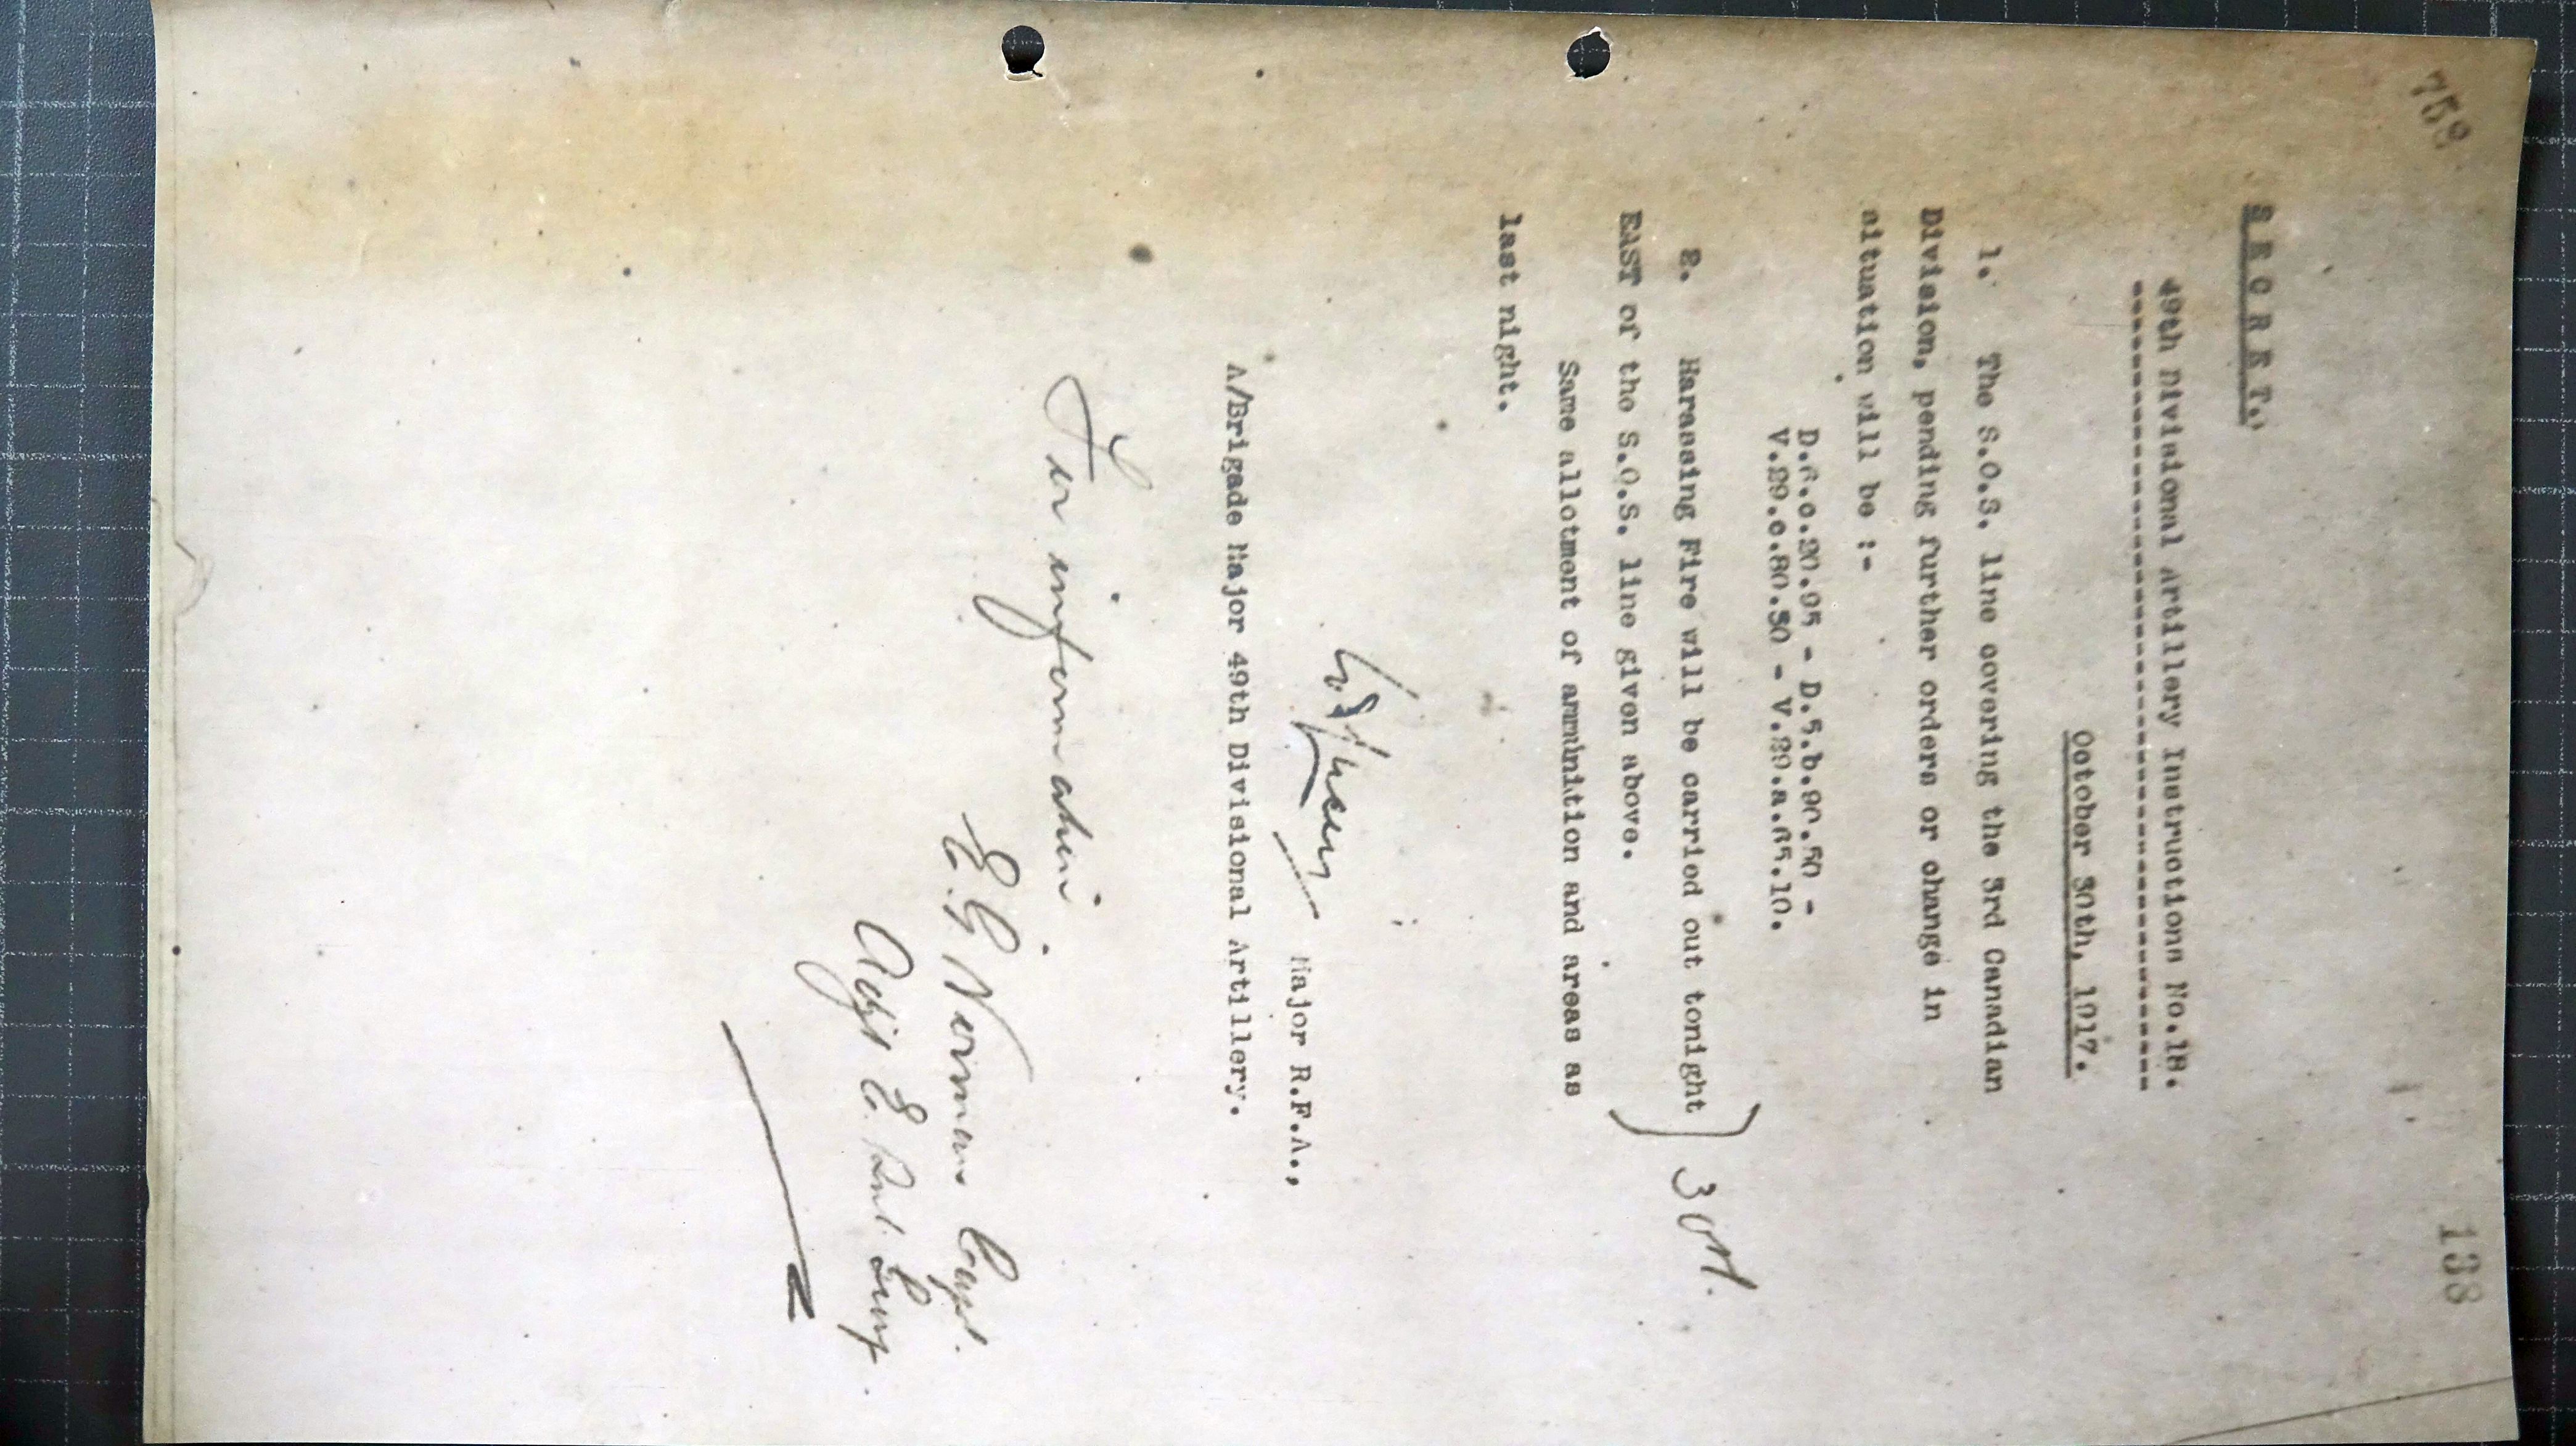 759
138
S E C R E T.
49th Divisional Artillery Instructions No.18.
October 30th, 1917.
1. The S.O.S. line covering the 3rd Canadian
Division, pending further orders or change in
situation will be :-
D.6.c.20.95 - D.5.b.90.50 -
V.29.c.80.30 - V.29.a.65.10.
2. Harassing Fire will be carried out tonight
EAST of the S.O.S. line given above.
Same allotment of ammunition and areas as
last night.
Major R.F.A.,
A/Brigade Major 49th Divisional Artillery.
For information
E.G. Norman Capt.